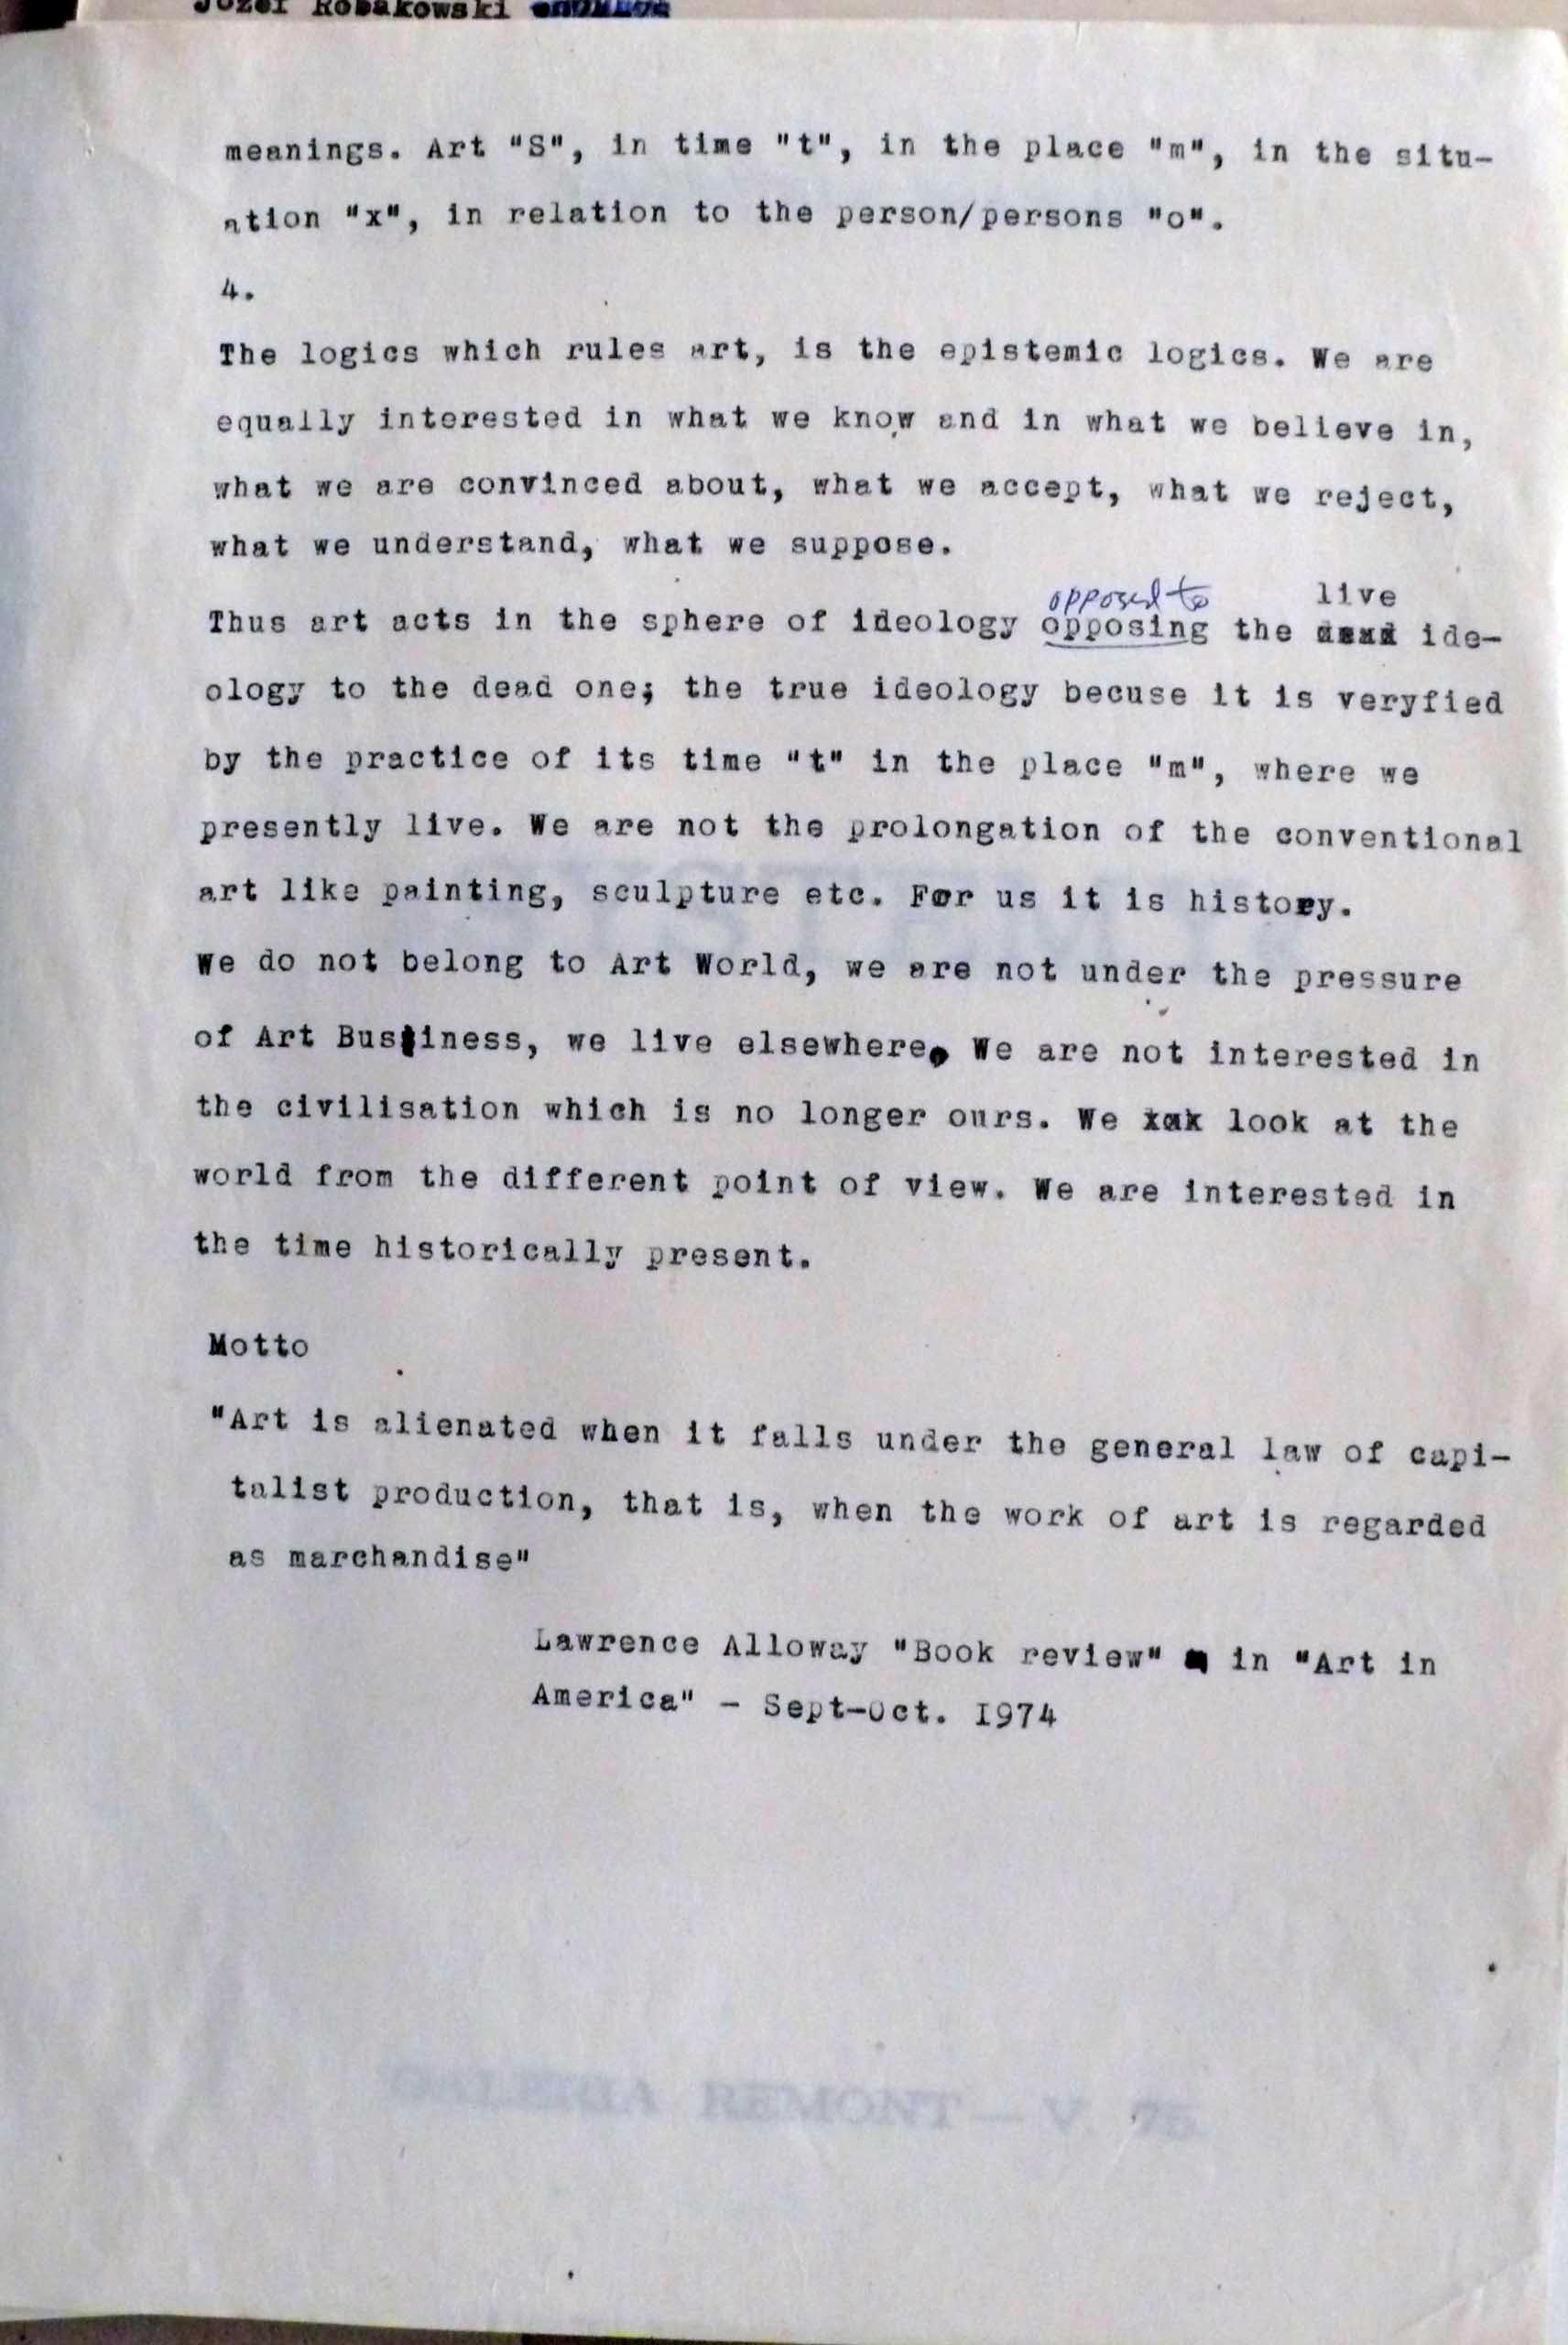 Józef Robakowski
meanings. Art "S", in time "t", in the place "m", in the situ-
ation "x", in relation to the person/persons "o".
4.
The logics which rules art, is the epistemic logics. We are
equally interested in what we know and in what we believe in,
what we are convinced about, what we accept, what we reject,
what we understand, what we suppose.
opposed to live
Thus art acts in the sphere of ideology opposing the dead ide-
ology to the dead one; the true ideology becuse it is veryfied
by the practice of its time "t" in the place "m", where we
presently live. We are not the prolongation of the conventional
art like painting, sculpture etc. For us it is history.
We do not belong to Art World, we are not under the pressure
of Art Business, we live elsewhere. We are not interested in
the civilisation which is no longer ours. We look at the
world from the different point of view. We are interested in
the time historically present.
Motto
"Art is alienated when it falls under the general law of capi-
talist production, that is, when the work of art is regarded
as marchandise"
Lawrence Alloway "Book review" in "Art in
America" - Sept-Oct. 1974
GALERIA REMONT - V. 75